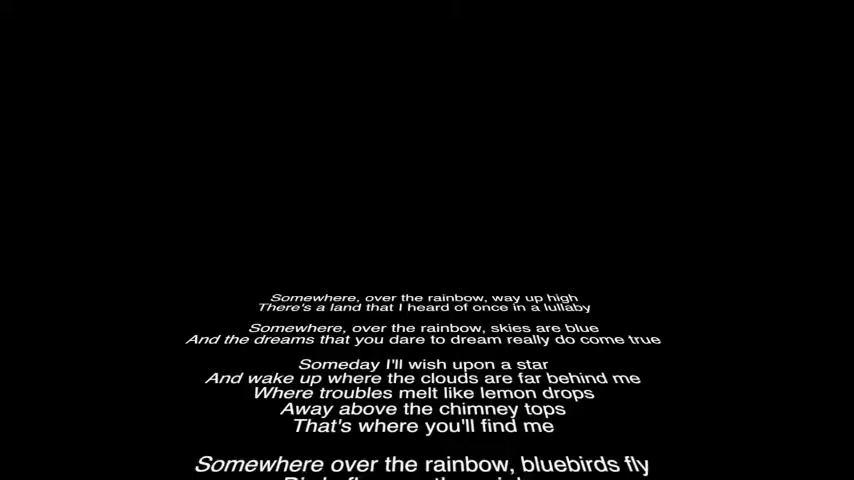 Somewhere, over the rainbow, way up high
There's a land that I heard of once in a lullaby
Somewhere, over the rainbow, skies are blue
And the dreams that you dare to dream really do come true
Someday I'll wish upon a star
And wake up where the clouds are far behind me
Where troubles melt like lemon drops
Away above the chimney tops
That's where you'll find me
Somewhere over the rainbow, bluebirds fly